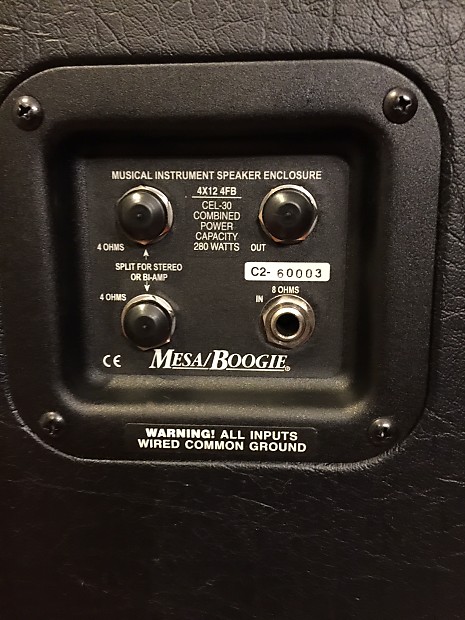 MUSICAL INSTRUMENT SPEAKER ENCLOSURE
4X12 4FB
CEL-30
COMBINED
POWER
CAPACITY
280 WATTS
4 OHMS
OUT
SPLIT FOR STEREO
OR BI-AMP
C2- 60003
4 OHMS
8 OHMS
IN
CE
MESA/BOOGIE®
WARNING! ALL INPUTS
WIRED COMMON GROUND